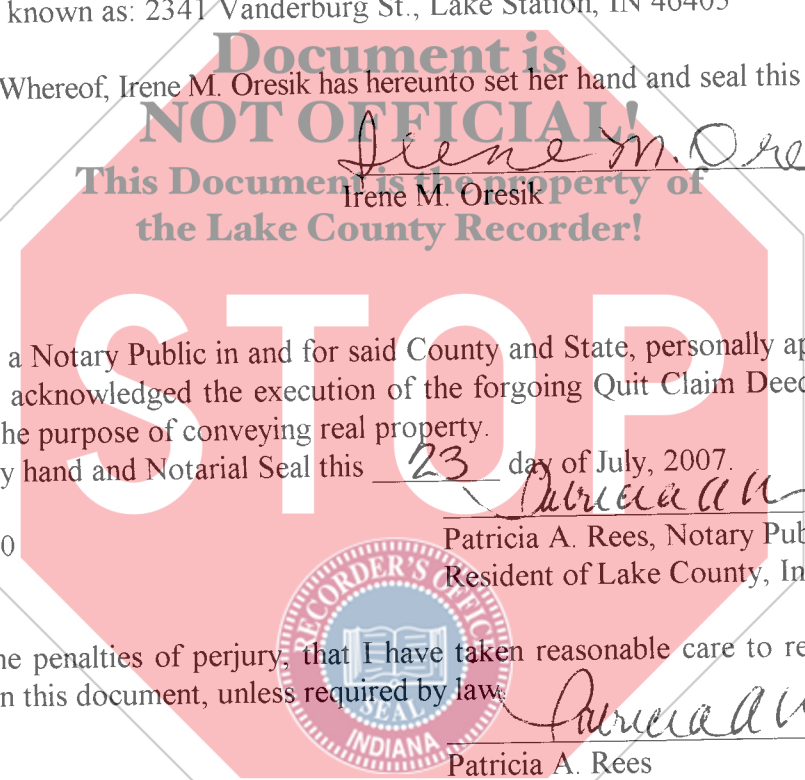 known as: 2341 Vanderburg St., Lake Station, IN 46405
Document is
Whereof, Irene M. Oresik has hereunto set her hand and seal this
NOT OFFICIAL!
Irene M. Ore
This Document is the property of
Irene M. Oresik
the Lake County Recorder!
STOP
a Notary Public in and for said County and State, personally ap
acknowledged the execution of the forgoing Quit Claim Deed
he purpose of conveying real property.
y hand and Notarial Seal this 23 day of July, 2007.
Patricia A
0
Patricia A. Rees, Notary Pub
Resident of Lake County, In
RECORDER'S OFFICE
he penalties of perjury, that I have taken reasonable care to re
n this document, unless required by law.
SEAL
Patricia A
INDIANA
Patricia A. Rees